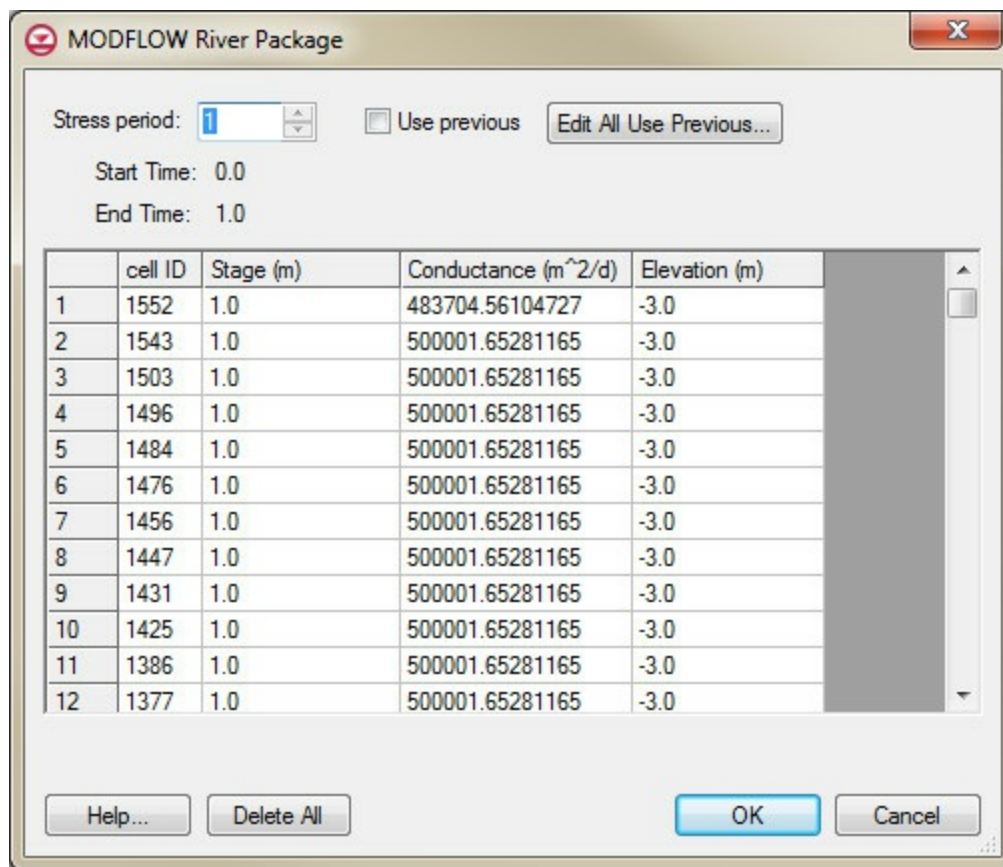 MODFLOW River Package
Stress period: 1 Use previous Edit All Use Previous...
Start Time: 0.0
End Time: 1.0
cell ID Stage (m) Conductance (m^2/d) Elevation (m)
1 1552 1.0 483704.56104727 -3.0
2 1543 1.0 500001.65281165 -3.0
3 1503 1.0 500001.65281165 -3.0
4 1496 1.0 500001.65281165 -3.0
5 1484 1.0 500001.65281165 -3.0
6 1476 1.0 500001.65281165 -3.0
7 1456 1.0 500001.65281165 -3.0
8 1447 1.0 500001.65281165 -3.0
9 1431 1.0 500001.65281165 -3.0
10 1425 1.0 500001.65281165 -3.0
11 1386 1.0 500001.65281165 -3.0
12 1377 1.0 500001.65281165 -3.0
Help... Delete All OK Cancel